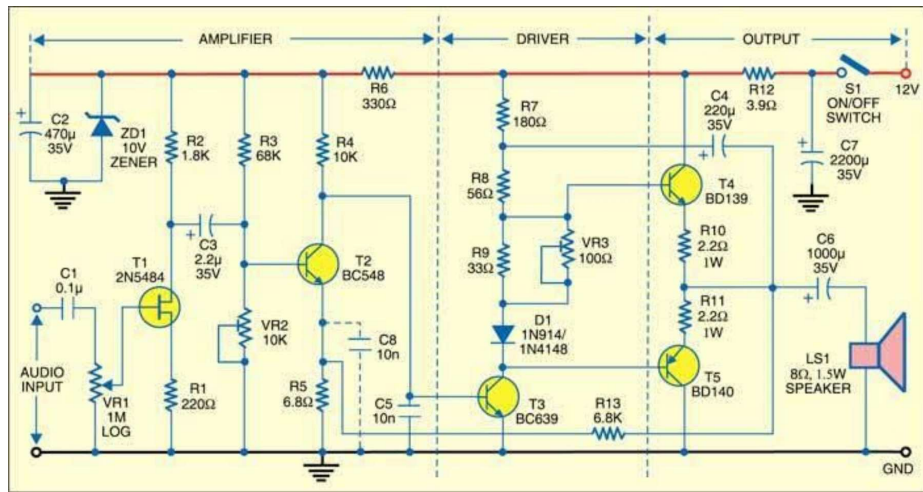 AMPLIFIER
DRIVER
OUTPUT
R6
330Ω
R12
3.9Ω
S1
ON/OFF
SWITCH
12V
C2
470µ
35V
+
ZD1
10V
ZENER
R2
1.8K
R3
68K
R4
10K
R7
180Ω
C4
220µ
35V
+
C7
2200µ
35V
+
R8
56Ω
T4
BD139
C3
2.2µ
35V
+
T2
BC548
R9
33Ω
VR3
100Ω
R10
2.2Ω
1W
C6
1000µ
35V
+
T1
2N5484
C1
0.1µ
VR2
10K
C8
10n
D1
1N914/
1N4148
R11
2.2Ω
1W
AUDIO
INPUT
VR1
1M
LOG
R1
220Ω
R5
6.8Ω
C5
10n
T3
BC639
R13
6.8K
T5
BD140
LS1
8Ω, 1.5W
SPEAKER
GND